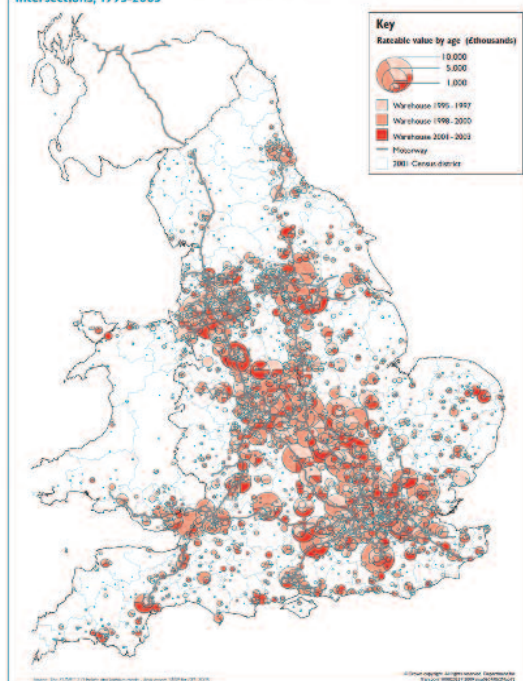 intersections, 1995-2003
Key
Rateable value by age (£thousands)
10,000
5,000
1,000
Warehouse 1995-1997
Warehouse 1998-2000
Warehouse 2001-2003
Motorway
2001 Census district